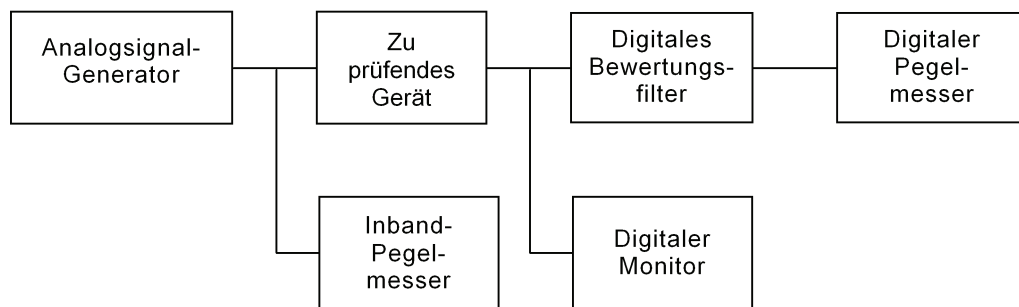 Analogsignal-
Generator
Zu
prüfendes
Gerät
Digitales
Bewertungs-
filter
Digitaler
Pegel-
messer
Inband-
Pegel-
messer
Digitaler
Monitor